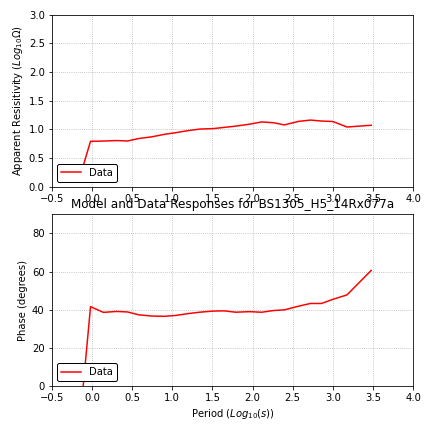 3.0
2.5
2.0
1.5
1.0
0.5
0.0
Apparent Resisitivity (Log10Ω)
Data
−0.5 0.0 0.5 1.0 1.5 2.0 2.5 3.0 3.5 4.0
Model and Data Responses for BS1305_H5_14Rx077a
80
60
40
20
0
Phase (degrees)
Data
−0.5 0.0 0.5 1.0 1.5 2.0 2.5 3.0 3.5 4.0
Period (Log10(s))